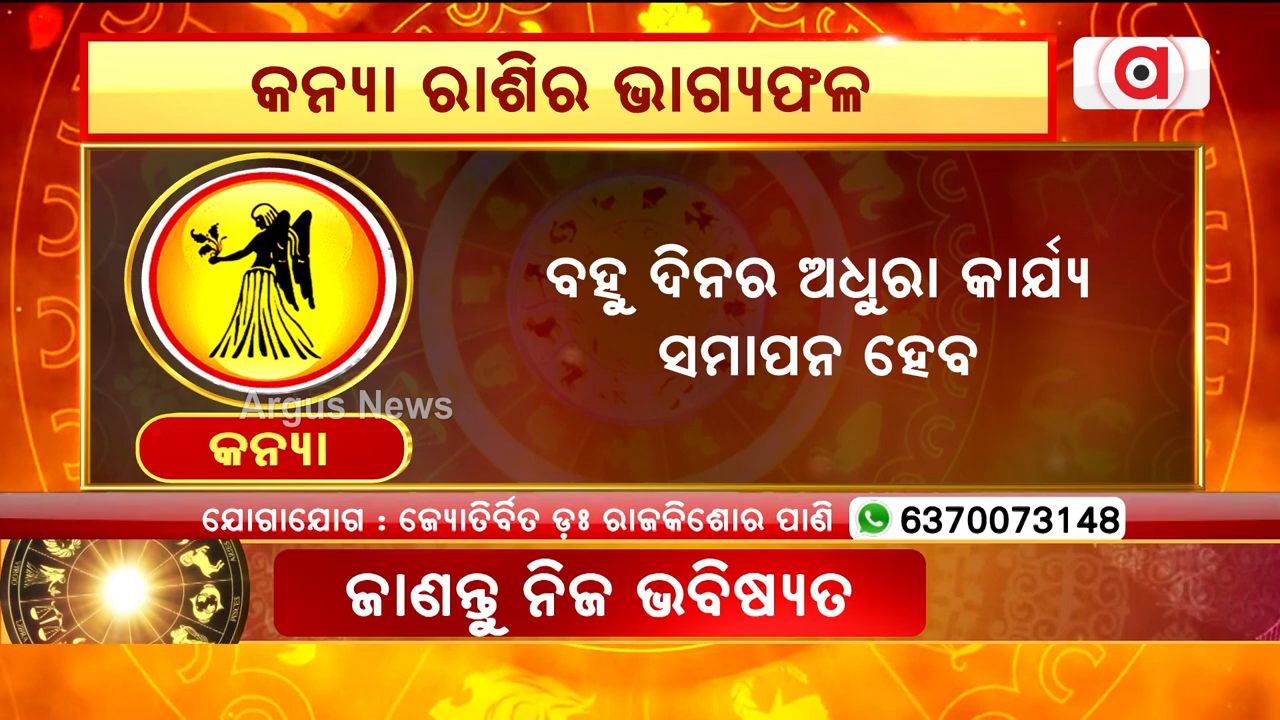 କନ୍ୟା ରାଶିର ଭାଗ୍ୟଫଳ
a
ବହୁ ଦିନର ଅଧୁରା କାର୍ଯ୍ୟ
ସମାପନ ହେବ
Argus News
କନ୍ୟା
ଯୋଗାଯୋଗ : ଜ୍ୟୋତିର୍ବିତ ଡ଼ଃ ରାଜକିଶୋର ପାଣି 6370073148
ଜାଣନ୍ତୁ ନିଜ ଭବିଷ୍ୟତ